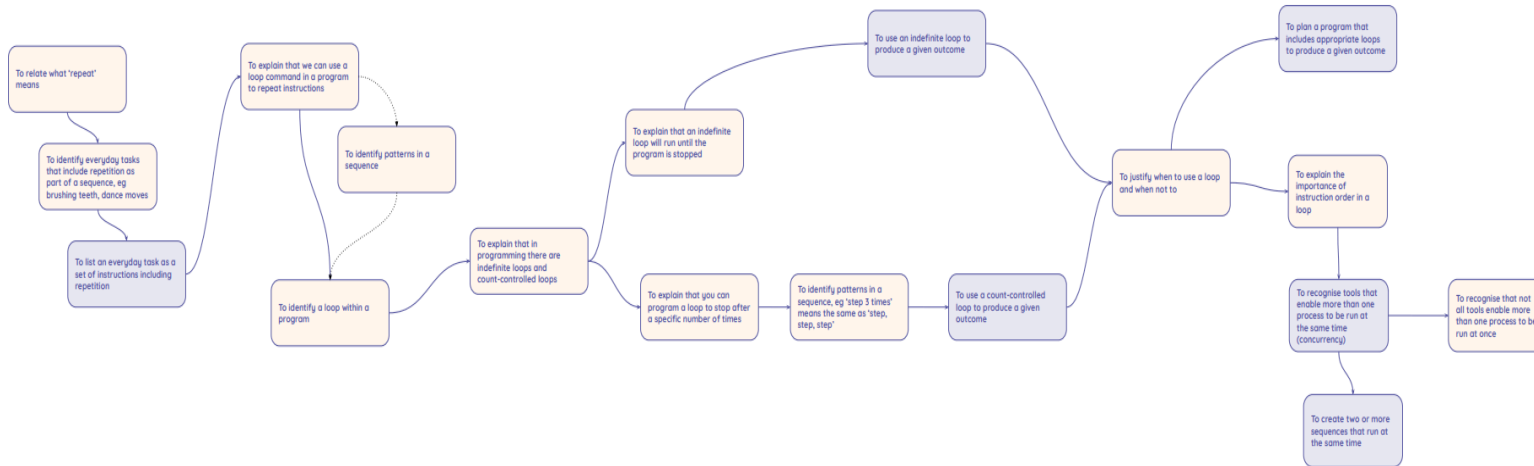 To relate what 'repeat'
means
To identify everyday tasks
that include repetition as
part of a sequence, eg
brushing teeth, dance moves
To list an everyday task as a
set of instructions including
repetition
To explain that we can use a
loop command in a program
to repeat instructions
To identify patterns in a
sequence
To identify a loop within a
program
To explain that in
programming there are
indefinite loops and
count-controlled loops
To explain that an indefinite
loop will run until the
program is stopped
To use an indefinite loop to
produce a given outcome
To explain that you can
program a loop to stop after
a specific number of times
To identify patterns in a
sequence, eg 'step 3 times'
means the same as 'step,
step, step'
To use a count-controlled
loop to produce a given
outcome
To justify when to use a loop
and when not to
To plan a program that
includes appropriate loops
to produce a given outcome
To explain the
importance of
instruction order in a
loop
To recognise tools that
enable more than one
process to be run at
the same time
(concurrency)
To recognise that not
all tools enable more
than one process to be
run at once
To create two or more
sequences that run at
the same time